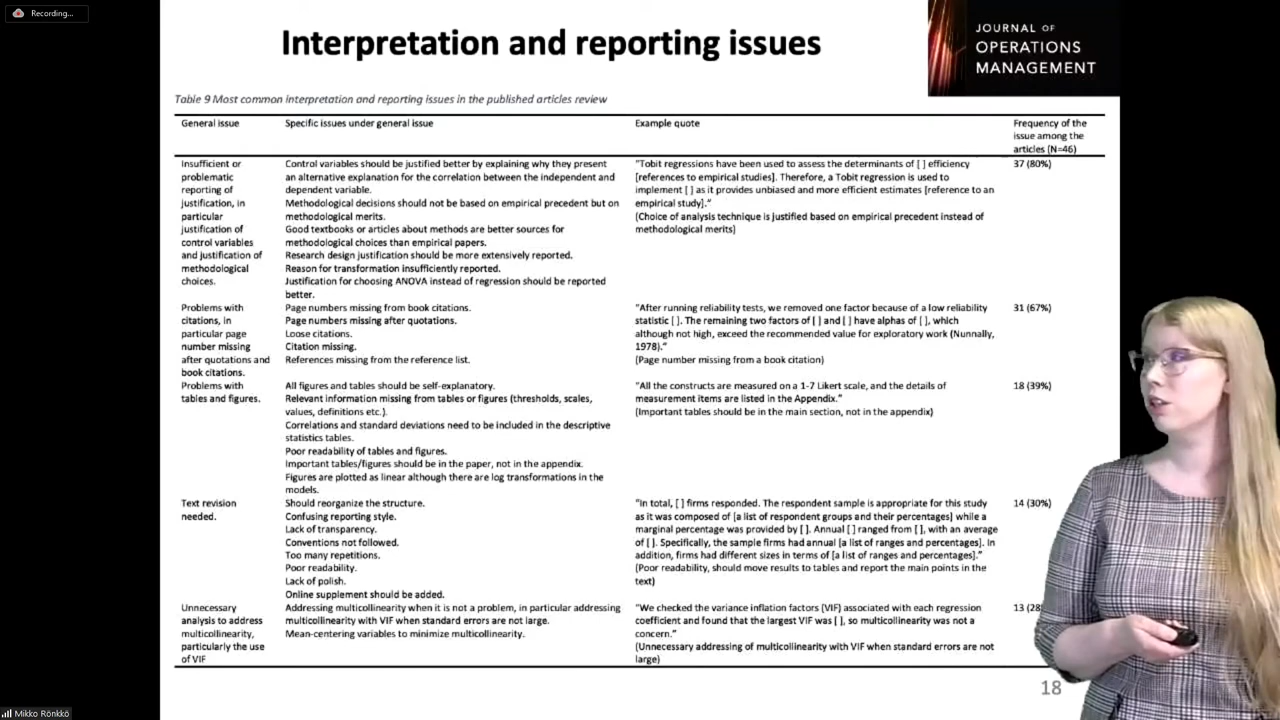 Recording...
Interpretation and reporting issues
JOURNAL OF
OPERATIONS
MANAGEMENT
Table 9 Most common interpretation and reporting issues in the published articles review
General issue
Specific issues under general issue
Example quote
Frequency of the
issue among the
articles (N=46)
Insufficient or
problematic
reporting of
justification, in
particular
justification of
control variables
and justification of
methodological
choices.
Control variables should be justified better by explaining why they present
an alternative explanation for the correlation between the independent and
dependent variable.
Methodological decisions should not be based on empirical precedent but on
methodological merits.
Good textbooks or articles about methods are better sources for
methodological choices than empirical papers.
Research design justification should be more extensively reported.
Reason for transformation insufficiently reported.
Justification for choosing ANOVA instead of regression should be reported
better.
"Tobit regressions have been used to assess the determinants of [ ] efficiency
[references to empirical studies]. Therefore, a Tobit regression is used to
implement [ ] as it provides unbiased and more efficient estimates [reference to an
empirical study]."
(Choice of analysis technique is justified based on empirical precedent instead of
methodological merits)
37 (80%)
Problems with
citations, in
particular page
number missing
after quotations and
book citations.
Page numbers missing from book citations.
Page numbers missing after quotations.
Loose citations.
Citation missing.
References missing from the reference list.
"After running reliability tests, we removed one factor because of a low reliability
statistic [ ]. The remaining two factors of [ ] and [ ] have alphas of [ ], which
although not high, exceed the recommended value for exploratory work (Nunnally,
1978)."
(Page number missing from a book citation)
31 (67%)
Problems with
tables and figures.
All figures and tables should be self-explanatory.
Relevant information missing from tables or figures (thresholds, scales,
values, definitions etc.).
Correlations and standard deviations need to be included in the descriptive
statistics tables.
Poor readability of tables and figures.
Important tables/figures should be in the paper, not in the appendix.
Figures are plotted as linear although there are log transformations in the
models.
"All the constructs are measured on a 1-7 Likert scale, and the details of
measurement items are listed in the Appendix."
(Important tables should be in the main section, not in the appendix)
18 (39%)
Text revision
needed.
Should reorganize the structure.
Confusing reporting style.
Lack of transparency.
Conventions not followed.
Too many repetitions.
Poor readability.
Lack of polish.
Online supplement should be added.
"In total, [ ] firms responded. The respondent sample is appropriate for this study
as it was composed of [a list of respondent groups and their percentages] while a
marginal percentage was provided by [ ]. Annual [ ] ranged from [ ], with an average
of [ ]. Specifically, the sample firms had annual [a list of ranges and percentages]. In
addition, firms had different sizes in terms of [a list of ranges and percentages]."
(Poor readability, should move results to tables and report the main points in the
text)
14 (30%)
Unnecessary
analysis to address
multicollinearity,
particularly the use
of VIF
Addressing multicollinearity when it is not a problem, in particular addressing
multicollinearity with VIF when standard errors are not large.
Mean-centering variables to minimize multicollinearity.
"We checked the variance inflation factors (VIF) associated with each regression
coefficient and found that the largest VIF was [ ], so multicollinearity was not a
concern."
(Unnecessary addressing of multicollinearity with VIF when standard errors are not
large)
13 (28
18
Mikko Rönkkö